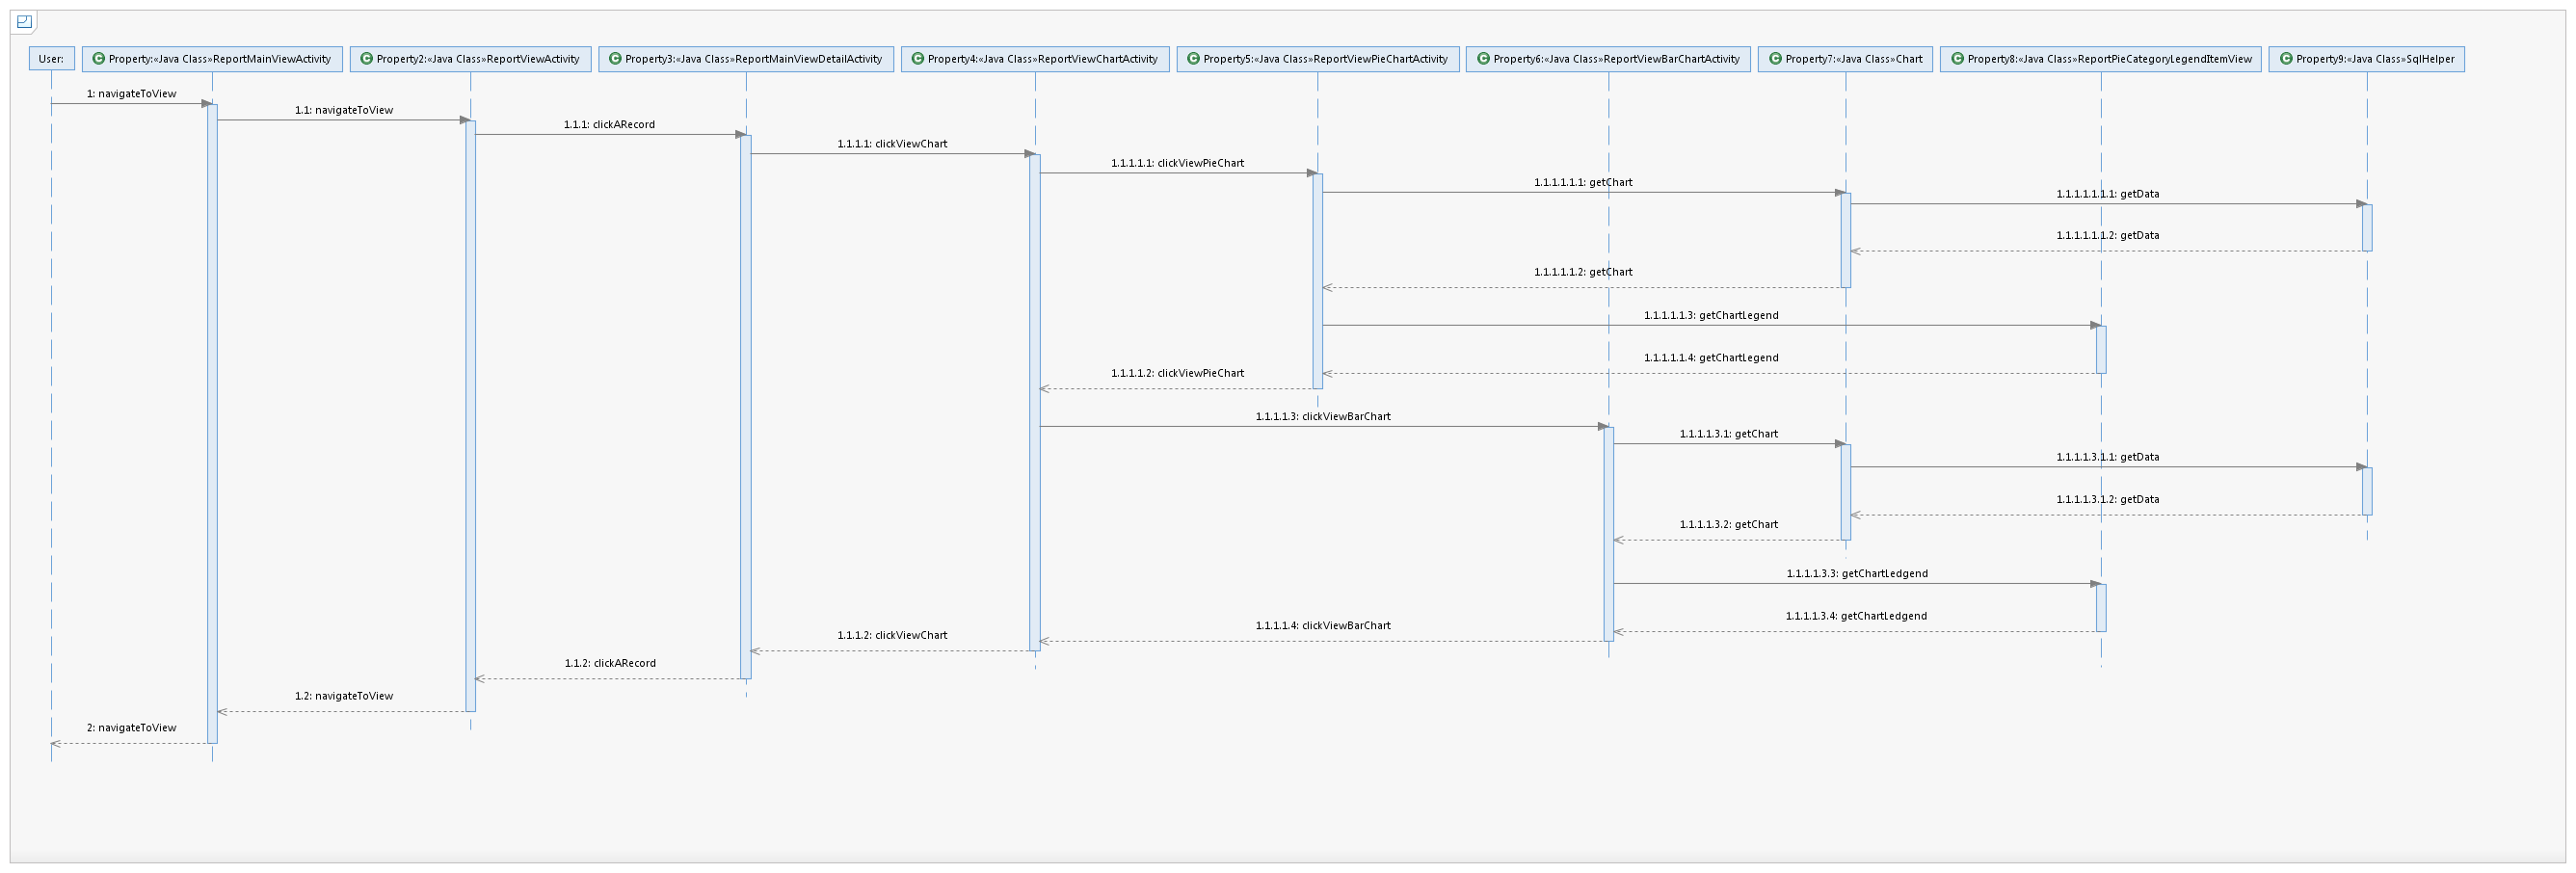 User:
Property:«Java Class»ReportMainViewActivity
Property2:«Java Class»ReportViewActivity
Property3:«Java Class»ReportMainViewDetailActivity
Property4:«Java Class»ReportViewChartActivity
Property5:«Java Class»ReportViewPieChartActivity
Property6:«Java Class»ReportViewBarChartActivity
Property7:«Java Class»Chart
Property8:«Java Class»ReportPieCategoryLegendItemView
Property9:«Java Class»SqlHelper
1: navigateToView
1.1: navigateToView
1.1.1: clickARecord
1.1.1.1: clickViewChart
1.1.1.1.1: clickViewPieChart
1.1.1.1.1.1: getChart
1.1.1.1.1.1.1: getData
1.1.1.1.1.1.2: getData
1.1.1.1.1.2: getChart
1.1.1.1.1.3: getChartLegend
1.1.1.1.1.4: getChartLegend
1.1.1.1.2: clickViewPieChart
1.1.1.1.3: clickViewBarChart
1.1.1.1.3.1: getChart
1.1.1.1.3.1.1: getData
1.1.1.1.3.1.2: getData
1.1.1.1.3.2: getChart
1.1.1.1.3.3: getChartLedgend
1.1.1.1.3.4: getChartLedgend
1.1.1.1.4: clickViewBarChart
1.1.1.2: clickViewChart
1.1.2: clickARecord
1.2: navigateToView
2: navigateToView